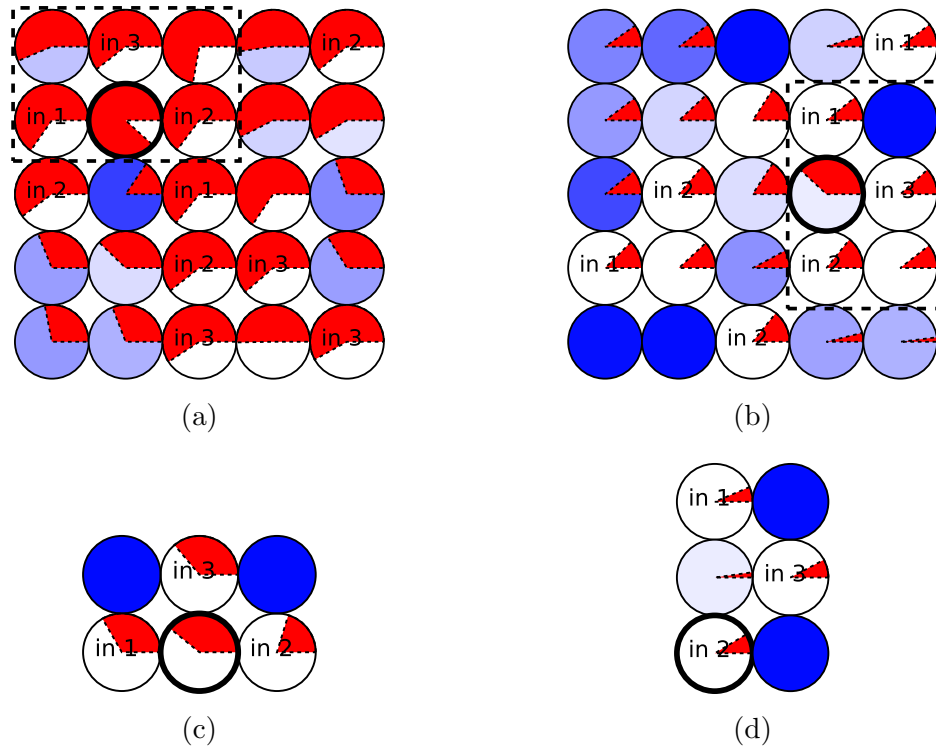 in 3 in 2
in 1 in 2
in 2 in 1
in 2 in 3
in 3 in 3
(a)
in 1
in 1
in 2 in 3
in 1 in 2
in 2
(b)
in 3
in 1 in 2
(c)
in 1
in 3
in 2
(d)